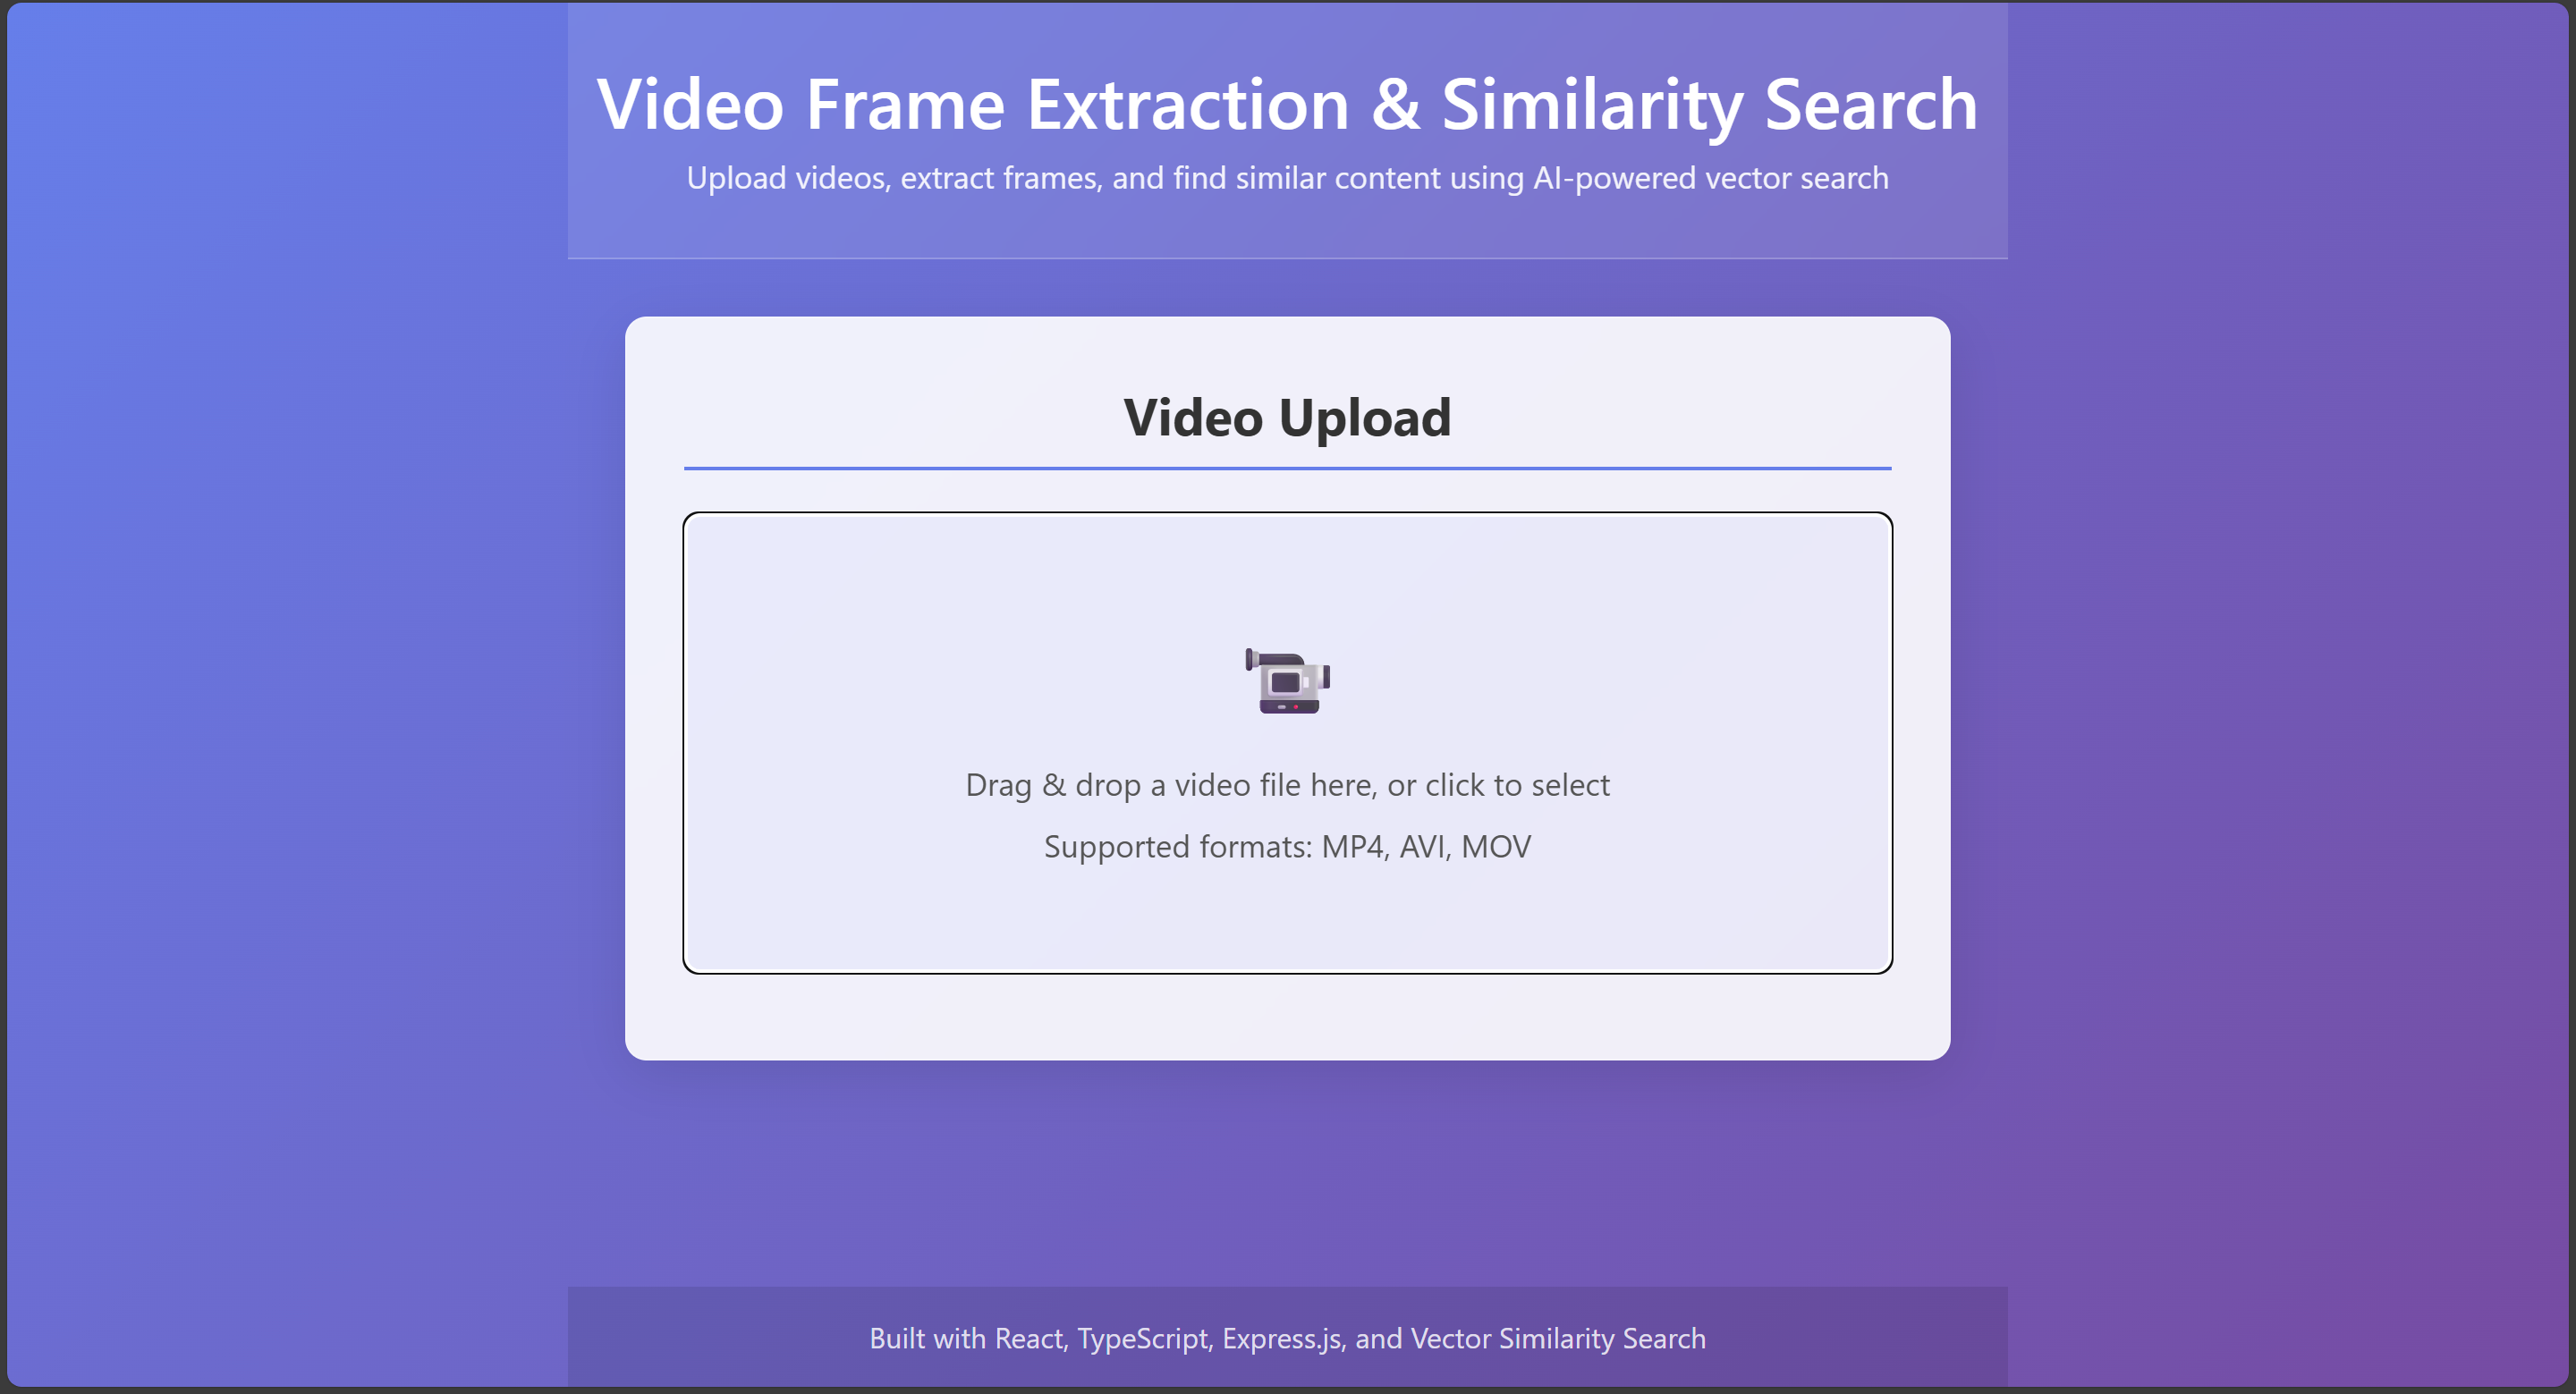 Video Frame Extraction & Similarity Search
Upload videos, extract frames, and find similar content using AI-powered vector search
Video Upload
Drag & drop a video file here, or click to select
Supported formats: MP4, AVI, MOV
Built with React, TypeScript, Express.js, and Vector Similarity Search